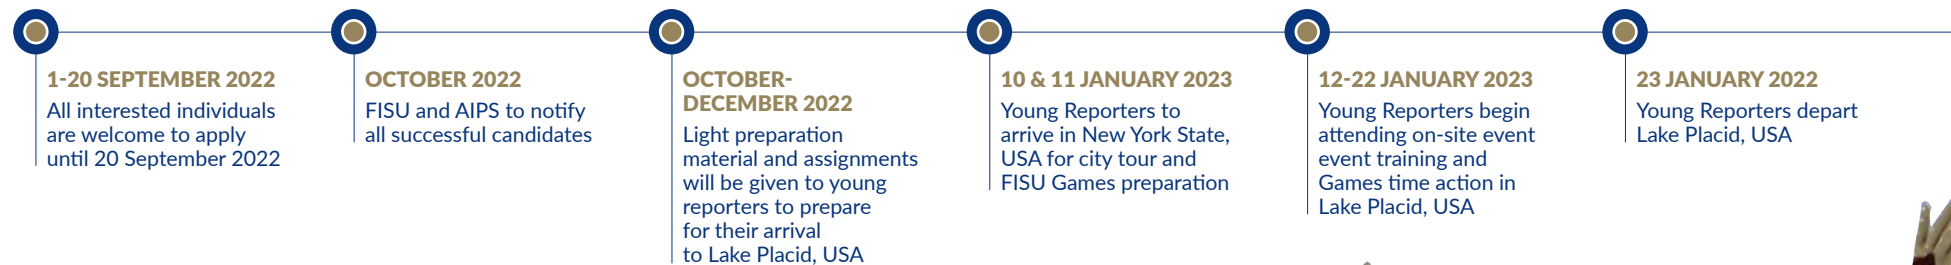 1-20 SEPTEMBER 2022
All interested individuals
are welcome to apply
until 20 September 2022
OCTOBER 2022
FISU and AIPS to notify
all successful candidates
OCTOBER-
DECEMBER 2022
Light preparation
material and assignments
will be given to young
reporters to prepare
for their arrival
to Lake Placid, USA
10 & 11 JANUARY 2023
Young Reporters to
arrive in New York State,
USA for city tour and
FISU Games preparation
12-22 JANUARY 2023
Young Reporters begin
attending on-site event
event training and
Games time action in
Lake Placid, USA
23 JANUARY 2022
Young Reporters depart
Lake Placid, USA